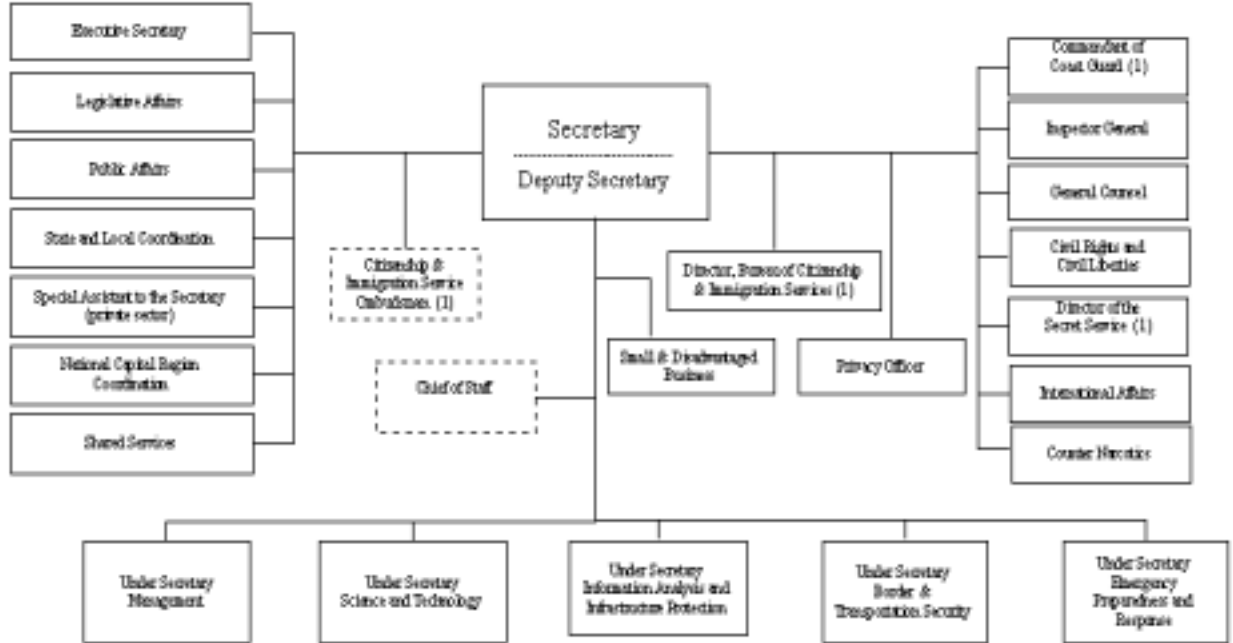 Executive Secretary
Legislative Affairs
Public Affairs
State and Local Coordination
Special Assistant to the Secretary
(private sector)
National Capital Region
Coordination
Shared Services
Secretary
Deputy Secretary
Citizenship &
Immigration Service
Ombudsman (1)
Chief of Staff
Director, Bureau of Citizenship
& Immigration Services (1)
Small & Disadvantaged
Business
Privacy Officer
Commandant of
Coast Guard (1)
Inspector General
General Counsel
Civil Rights and
Civil Liberties
Director of the
Secret Service (1)
International Affairs
Counter Narcotics
Under Secretary
Management
Under Secretary
Science and Technology
Under Secretary
Information Analysis and
Infrastructure Protection
Under Secretary
Border &
Transportation Security
Under Secretary
Emergency
Preparedness and
Response